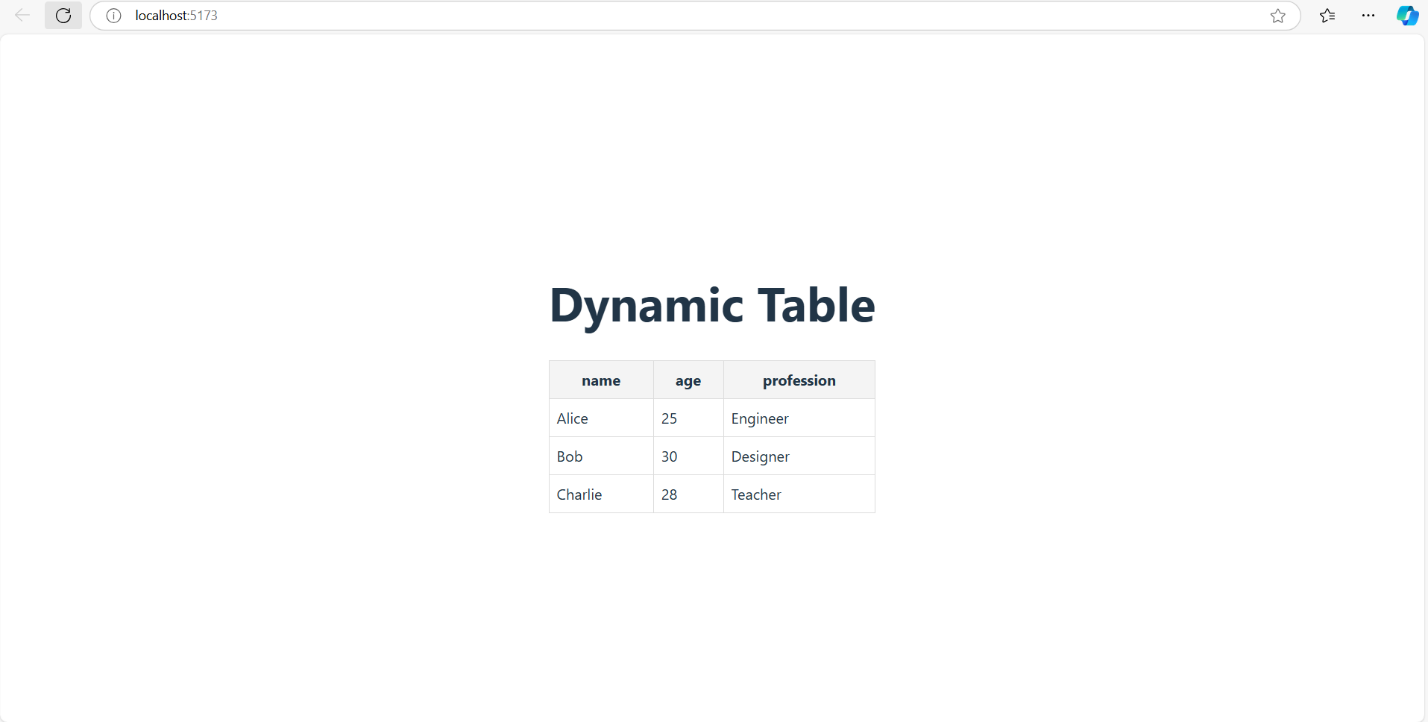 localhost:5173
Dynamic Table
name age profession
Alice 25 Engineer
Bob 30 Designer
Charlie 28 Teacher